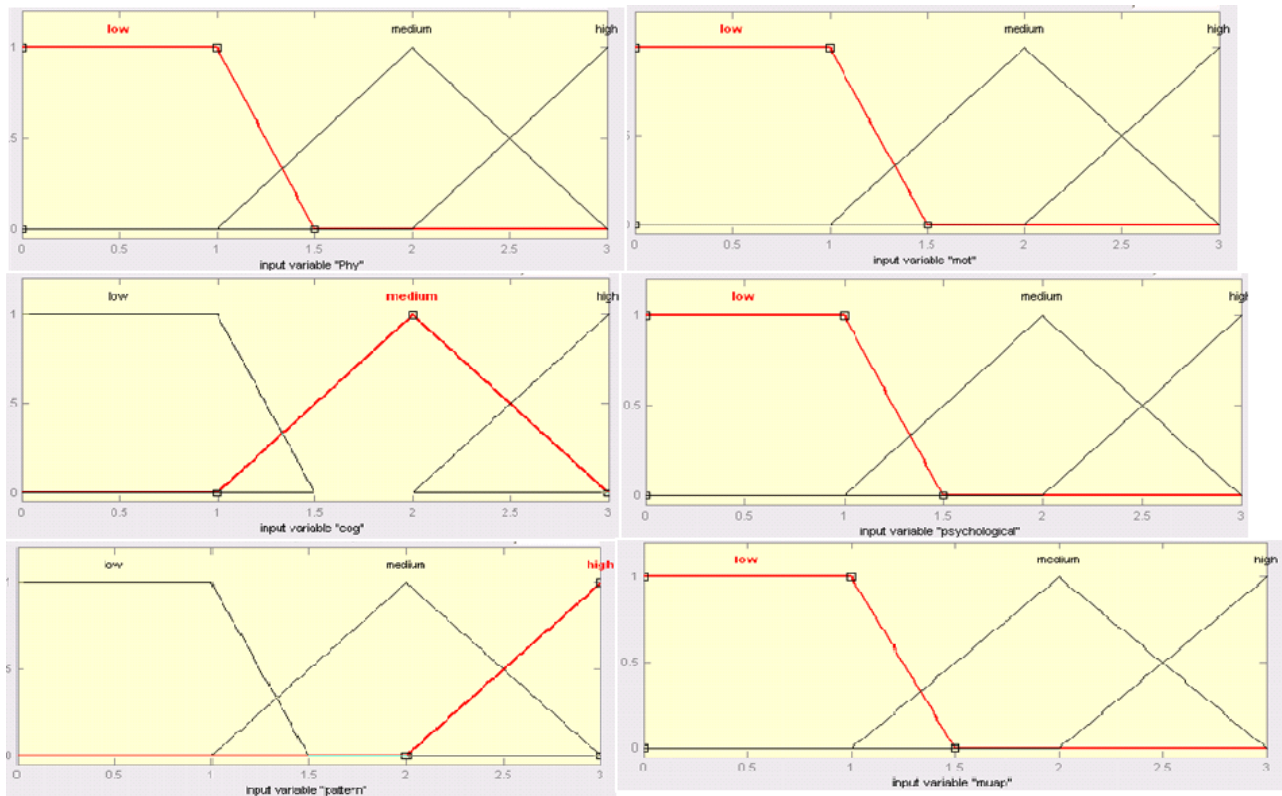 low medium high
1
.5
0
0 0.5 1 1.5 2 2.5 3
input variable "Phy"
low medium high
1
.5
0
0 0.5 1 1.5 2 2.5 3
input variable "mot"
low medium high
1
.5
0
0 0.5 1 1.5 2 2.5 3
input variable "cog"
low medium high
1
0.5
0
0 0.5 1 1.5 2 2.5 3
input variable "psychological"
low medium high
1
.5
0
0 0.5 1 1.5 2 2.5 3
input variable "pattern"
low medium high
1
0.5
0
0 0.5 1 1.5 2 2.5 3
input variable "muap"